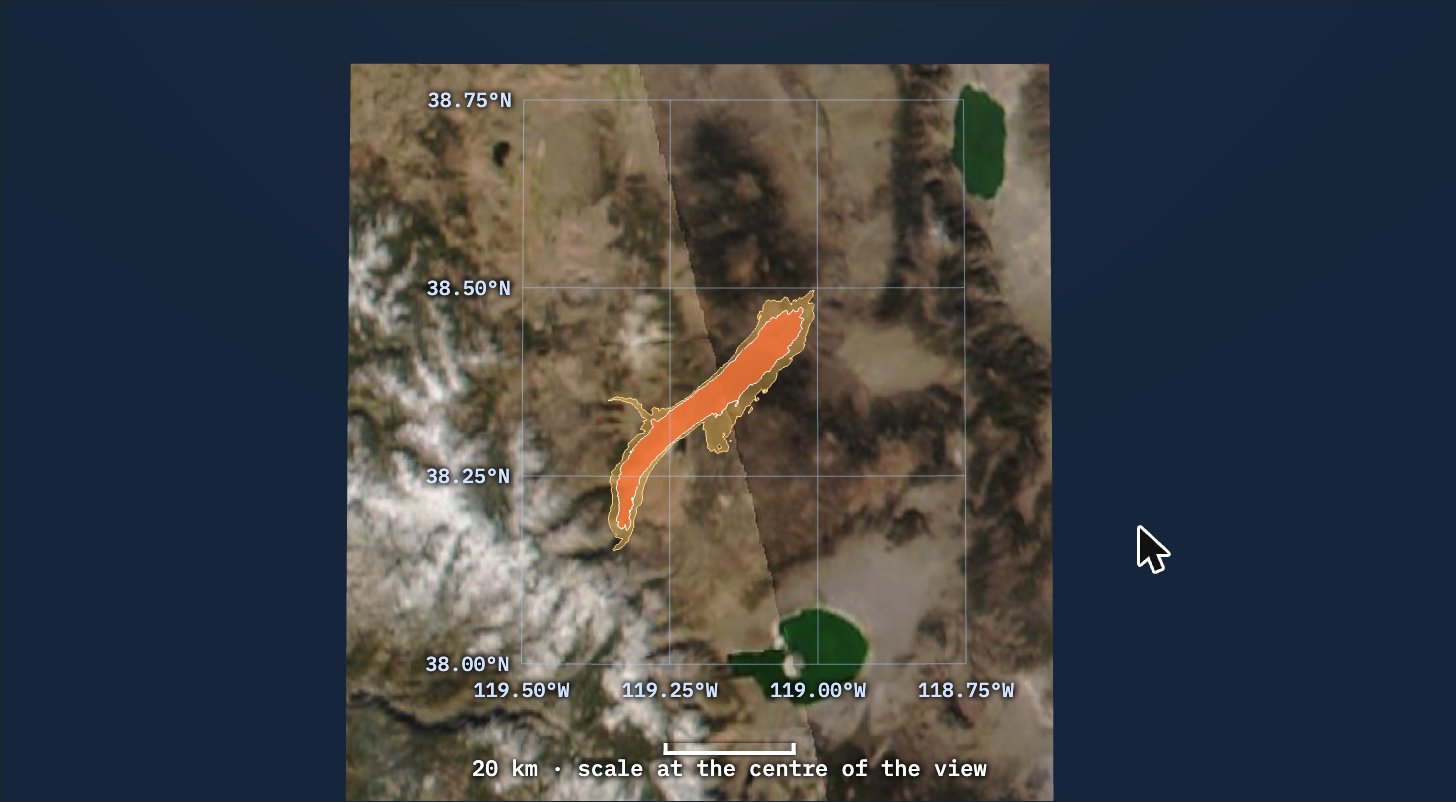 38.75°N
38.50°N
38.25°N
38.00°N
119.50°W 119.25°W 119.00°W 118.75°W
20 km · scale at the centre of the view